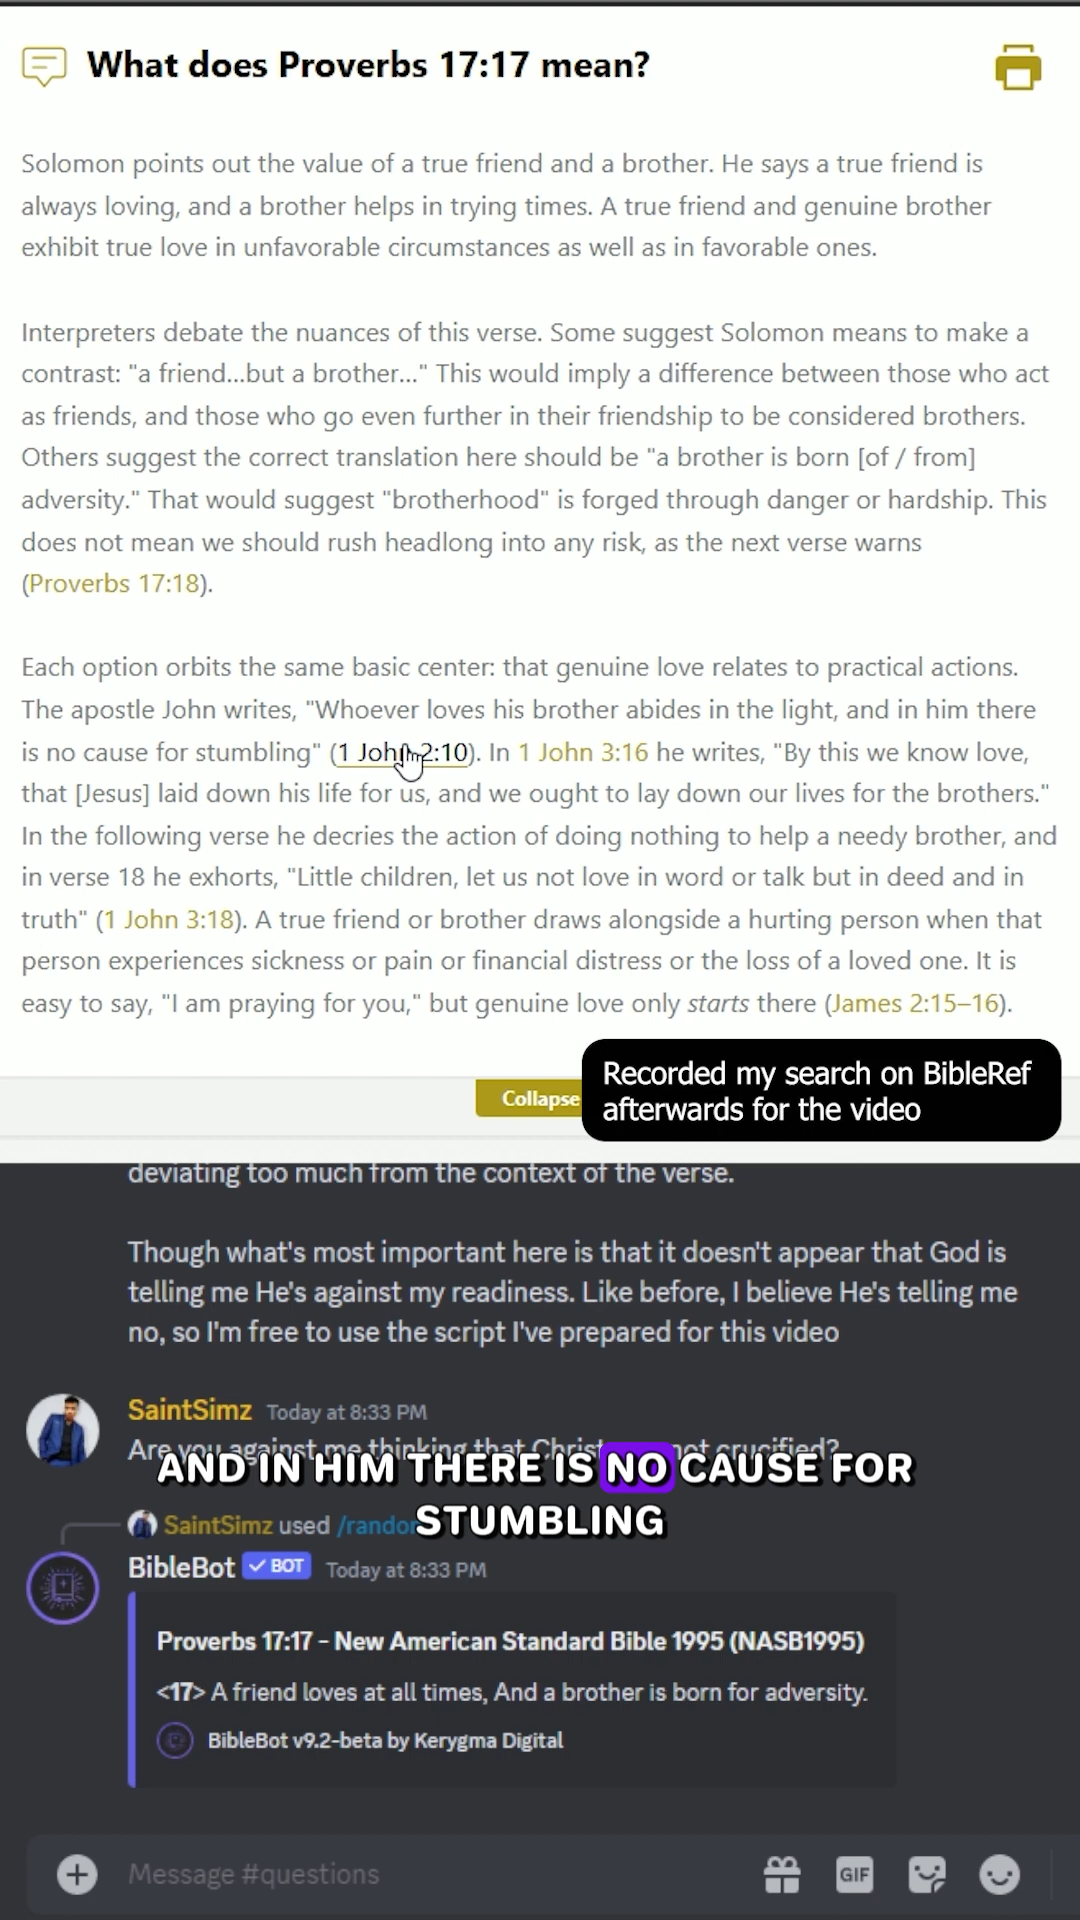 What does Proverbs 17:17 mean?
Solomon points out the value of a true friend and a brother. He says a true friend is
always loving, and a brother helps in trying times. A true friend and genuine brother
exhibit true love in unfavorable circumstances as well as in favorable ones.
Interpreters debate the nuances of this verse. Some suggest Solomon means to make a
contrast: "a friend...but a brother..." This would imply a difference between those who act
as friends, and those who go even further in their friendship to be considered brothers.
Others suggest the correct translation here should be "a brother is born [of / from]
adversity." That would suggest "brotherhood" is forged through danger or hardship. This
does not mean we should rush headlong into any risk, as the next verse warns
(Proverbs 17:18).
Each option orbits the same basic center: that genuine love relates to practical actions.
The apostle John writes, "Whoever loves his brother abides in the light, and in him there
is no cause for stumbling" (1 John 2:10). In 1 John 3:16 he writes, "By this we know love,
that [Jesus] laid down his life for us, and we ought to lay down our lives for the brothers."
In the following verse he decries the action of doing nothing to help a needy brother, and
in verse 18 he exhorts, "Little children, let us not love in word or talk but in deed and in
truth" (1 John 3:18). A true friend or brother draws alongside a hurting person when that
person experiences sickness or pain or financial distress or the loss of a loved one. It is
easy to say, "I am praying for you," but genuine love only starts there (James 2:15–16).
Collapse
Recorded my search on BibleRef
afterwards for the video
deviating too much from the context of the verse.
Though what's most important here is that it doesn't appear that God is
telling me He's against my readiness. Like before, I believe He's telling me
no, so I'm free to use the script I've prepared for this video
SaintSimz Today at 8:33 PM
Are you against me thinking that Christ not crucified?
AND IN HIM THERE IS NO CAUSE FOR
STUMBLING
SaintSimz used /random
BibleBot BOT Today at 8:33 PM
Proverbs 17:17 - New American Standard Bible 1995 (NASB1995)
<17> A friend loves at all times, And a brother is born for adversity.
BibleBot v9.2-beta by Kerygma Digital
Message #questions
GIF